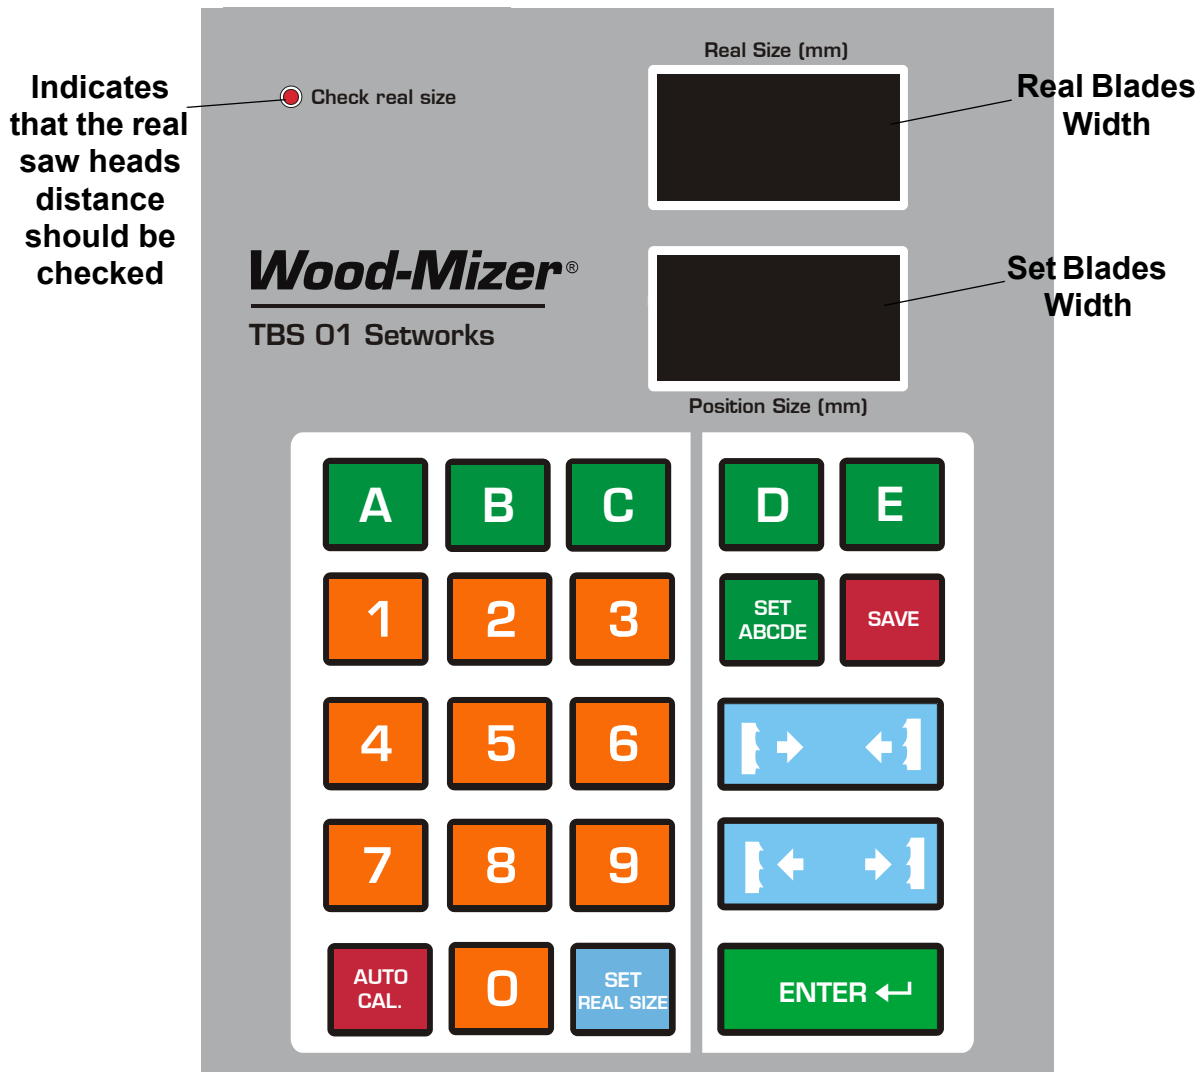 Real Size (mm)
Indicates
that the real
saw heads
distance
should be
checked
Check real size
Real Blades
Width
Wood-Mizer®
TBS 01 Setworks
Set Blades
Width
Position Size (mm)
A B C D E
1 2 3
SET
ABCDE
SAVE
4 5 6
7 8 9
AUTO
CAL.
0
SET
REAL SIZE
ENTER